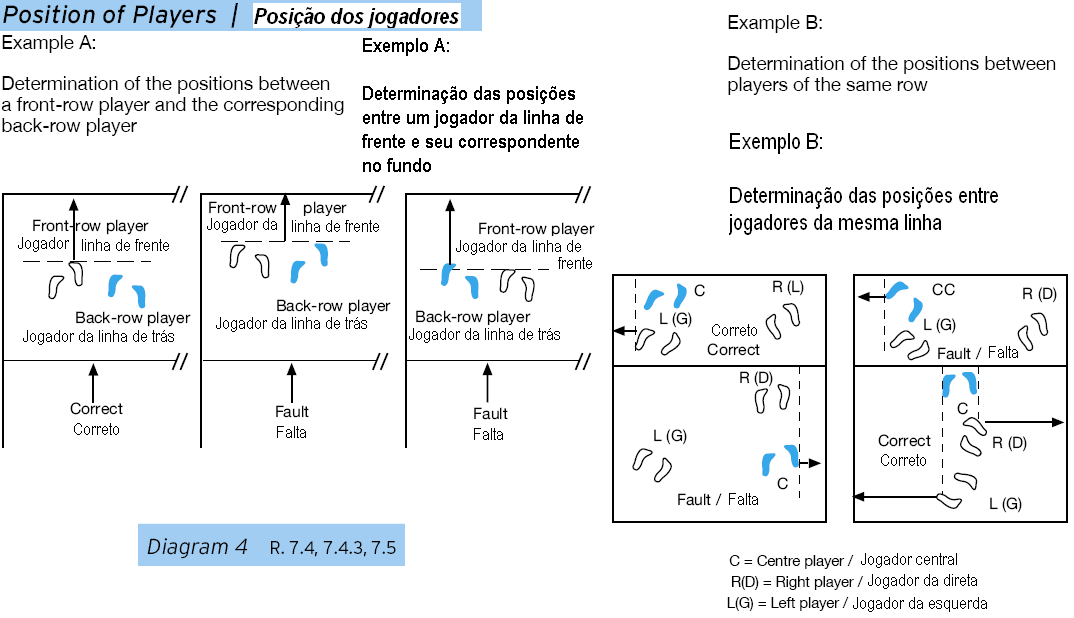 Position of Players | Posição dos jogadores
Example A:
Determination of the positions between
a front-row player and the corresponding
back-row player
Exemplo A:
Determinação das posições
entre um jogador da linha de
frente e seu correspondente
no fundo
Example B:
Determination of the positions between
players of the same row
Exemplo B:
Determinação das posições entre
jogadores da mesma linha
Front-row player
Jogador linha de frente
Back-row player
Jogador da linha de trás
Correct
Correto
Front-row player
Jogador da linha de frente
Back-row player
Jogador da linha de trás
Fault
Falta
Front-row player
Jogador da linha de
frente
Back-row player
Jogador da linha de trás
Fault
Falta
C
R (L)
L (G)
Correto
Correct
R (D)
L (G)
C
Fault / Falta
CC
R (D)
L (G)
Fault / Falta
C
Correct
Correto
R (D)
L (G)
Diagram 4 R. 7.4, 7.4.3, 7.5
C = Centre player / Jogador central
R(D) = Right player / Jogador da direta
L(G) = Left player / Jogador da esquerda